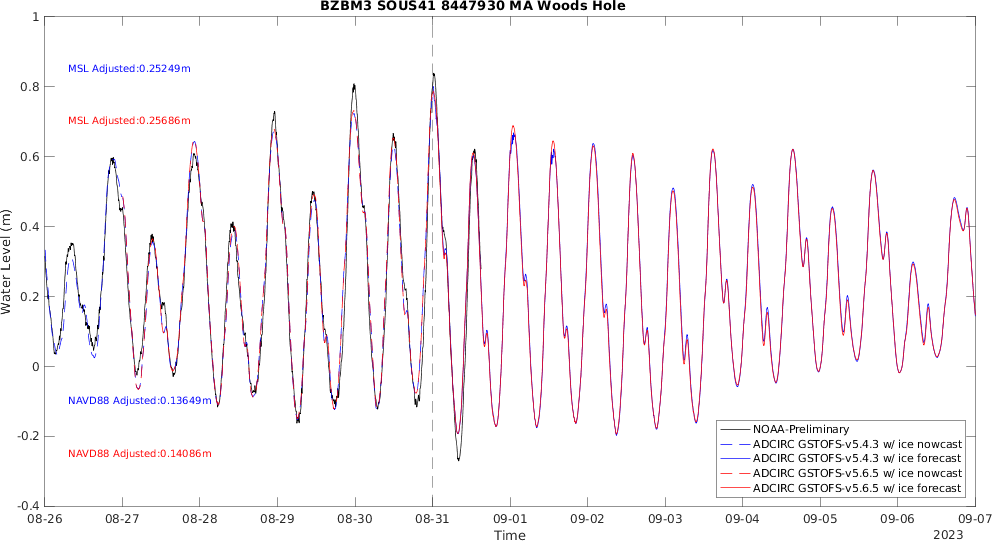 BZBM3 SOUS41 8447930 MA Woods Hole
1
0.8
0.6
0.4
0.2
0
-0.2
-0.4
Water Level (m)
MSL Adjusted:0.25249m
MSL Adjusted:0.25686m
NAVD88 Adjusted:0.13649m
NAVD88 Adjusted:0.14086m
NOAA-Preliminary
ADCIRC GSTOFS-v5.4.3 w/ ice nowcast
ADCIRC GSTOFS-v5.4.3 w/ ice forecast
ADCIRC GSTOFS-v5.6.5 w/ ice nowcast
ADCIRC GSTOFS-v5.6.5 w/ ice forecast
08-26 08-27 08-28 08-29 08-30 08-31 09-01 09-02 09-03 09-04 09-05 09-06 09-07
Time
2023